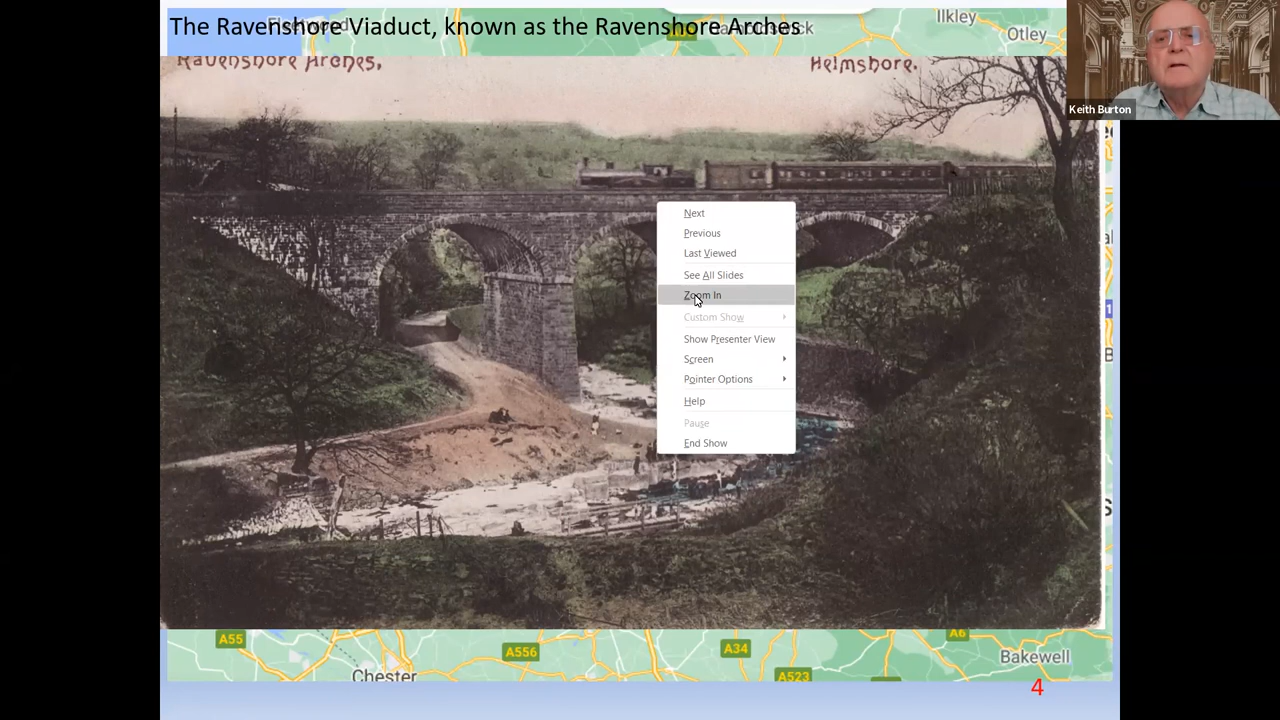 The Ravenshore Viaduct, known as the Ravenshore Arches
Ilkley
Otley
Ravenshore Arches,
Helmshore.
Keith Burton
Next
Previous
Last Viewed
See All Slides
Zoom In
Custom Show
Show Presenter View
Screen
Pointer Options
Help
Pause
End Show
A55
A556
A34
A6
Bakewell
Chester
A523
4